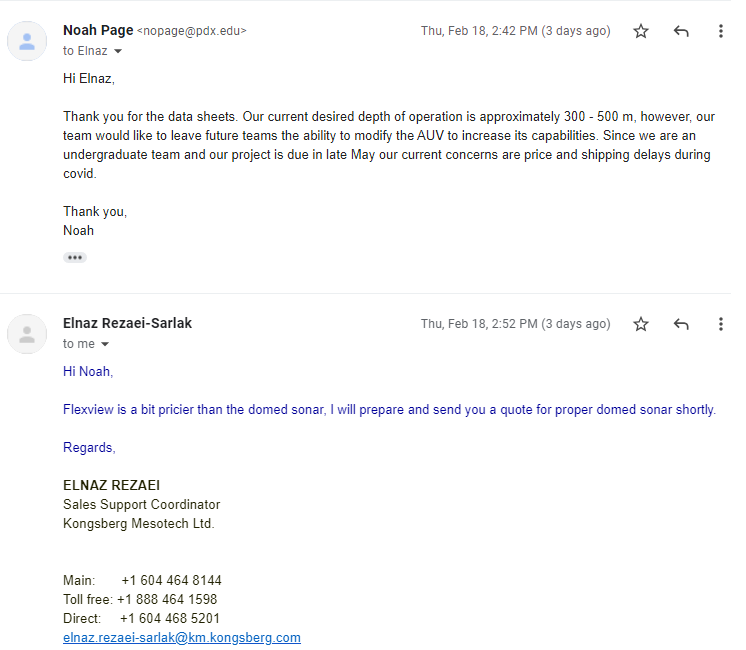 Noah Page <nopage@pdx.edu> Thu, Feb 18, 2:42 PM (3 days ago)
to Elnaz
Hi Elnaz,
Thank you for the data sheets. Our current desired depth of operation is approximately 300 - 500 m, however, our
team would like to leave future teams the ability to modify the AUV to increase its capabilities. Since we are an
undergraduate team and our project is due in late May our current concerns are price and shipping delays during
covid.
Thank you,
Noah
Elnaz Rezaei-Sarlak Thu, Feb 18, 2:52 PM (3 days ago)
to me
Hi Noah,
Flexview is a bit pricier than the domed sonar, I will prepare and send you a quote for proper domed sonar shortly.
Regards,
ELNAZ REZAEI
Sales Support Coordinator
Kongsberg Mesotech Ltd.
Main: +1 604 464 8144
Toll free: +1 888 464 1598
Direct: +1 604 468 5201
elnaz.rezaei-sarlak@km.kongsberg.com